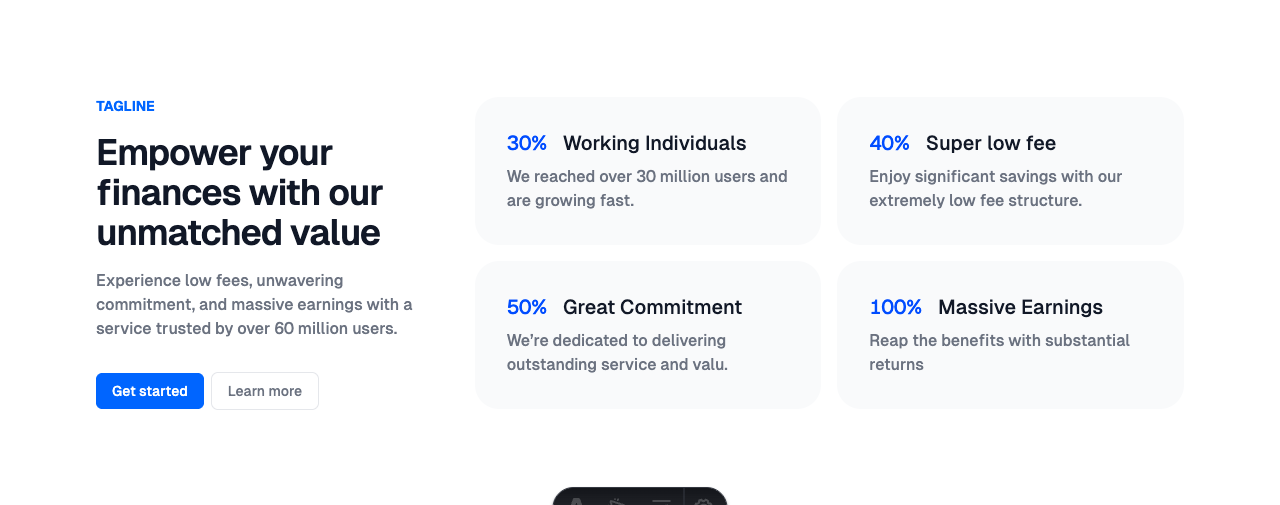 TAGLINE
Empower your
finances with our
unmatched value
Experience low fees, unwavering
commitment, and massive earnings with a
service trusted by over 60 million users.
Get started
Learn more
30% Working Individuals
We reached over 30 million users and
are growing fast.
40% Super low fee
Enjoy significant savings with our
extremely low fee structure.
50% Great Commitment
We're dedicated to delivering
outstanding service and valu.
100% Massive Earnings
Reap the benefits with substantial
returns